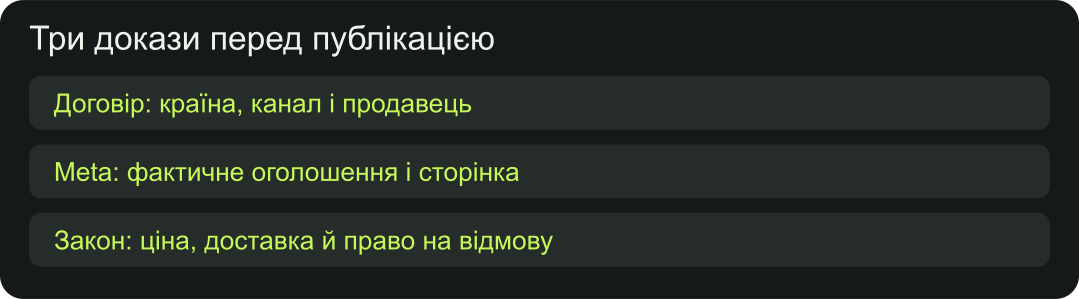 Три докази перед публікацією
Договір: країна, канал і продавець
Meta: фактичне оголошення і сторінка
Закон: ціна, доставка й право на відмову